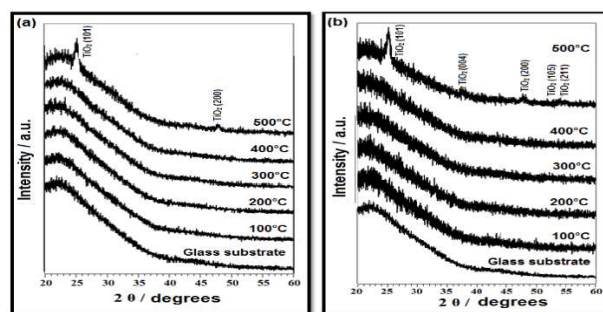 (a)
TiO₂ (101)
TiO₂ (200)
500°C
400°C
300°C
200°C
100°C
Glass substrate
Intensity / a.u.
20 25 30 35 40 45 50 55 60
2 θ / degrees
(b)
TiO₂ (101)
TiO₂ (004)
TiO₂ (200)
TiO₂ (105)
TiO₂ (211)
500°C
400°C
300°C
200°C
100°C
Glass substrate
Intensity / a.u.
20 25 30 35 40 45 50 55 60
2 θ / degrees